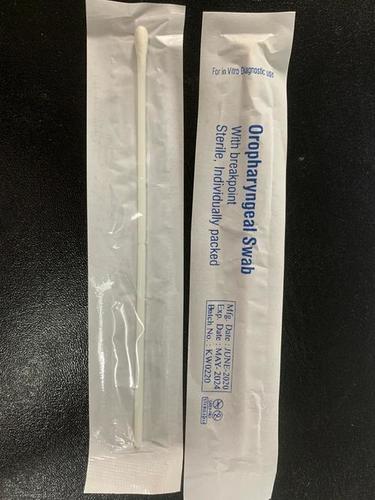 For in Vitro Diagnostic use
Oropharyngeal Swab
With breakpoint
Sterile, Individually packed
Mfg. Date : JUNE-2020
Exp. Date : MAY-2024
Batch No. : KW0220